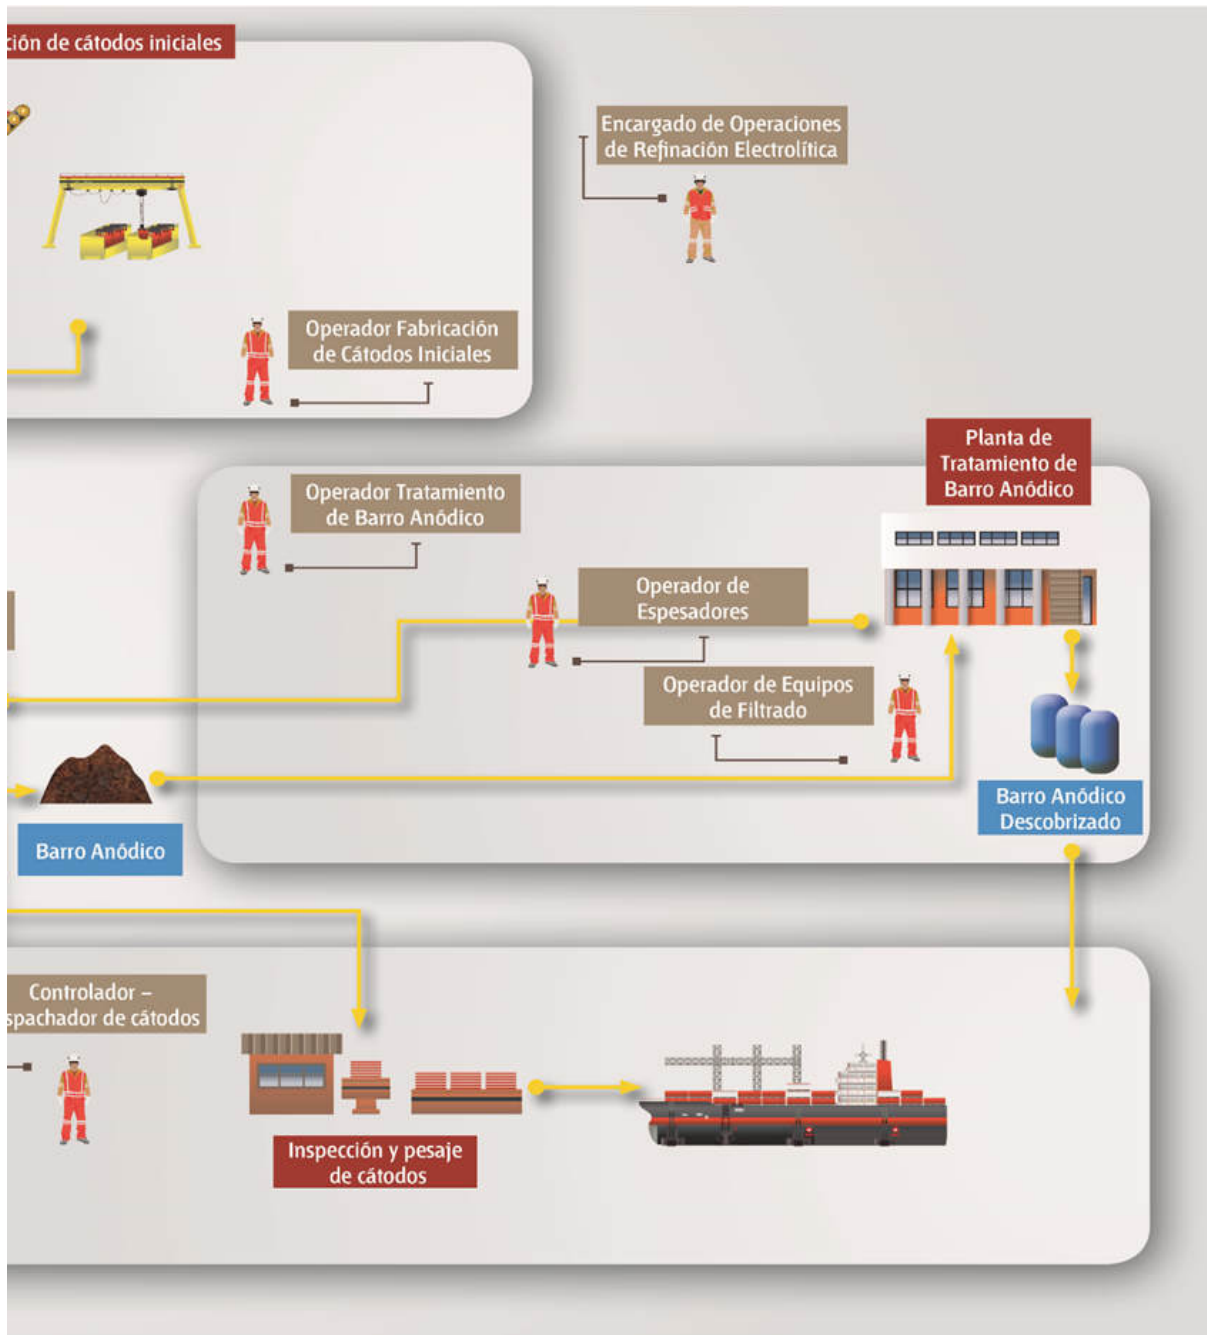 ción de cátodos iniciales
Encargado de Operaciones
de Refinación Electrolítica
Operador Fabricación
de Cátodos Iniciales
Planta de
Tratamiento de
Barro Anódico
Operador Tratamiento
de Barro Anódico
Operador de
Espesadores
Operador de Equipos
de Filtrado
Barro Anódico
Descobrizado
Barro Anódico
Controlador –
spachador de cátodos
Inspección y pesaje
de cátodos